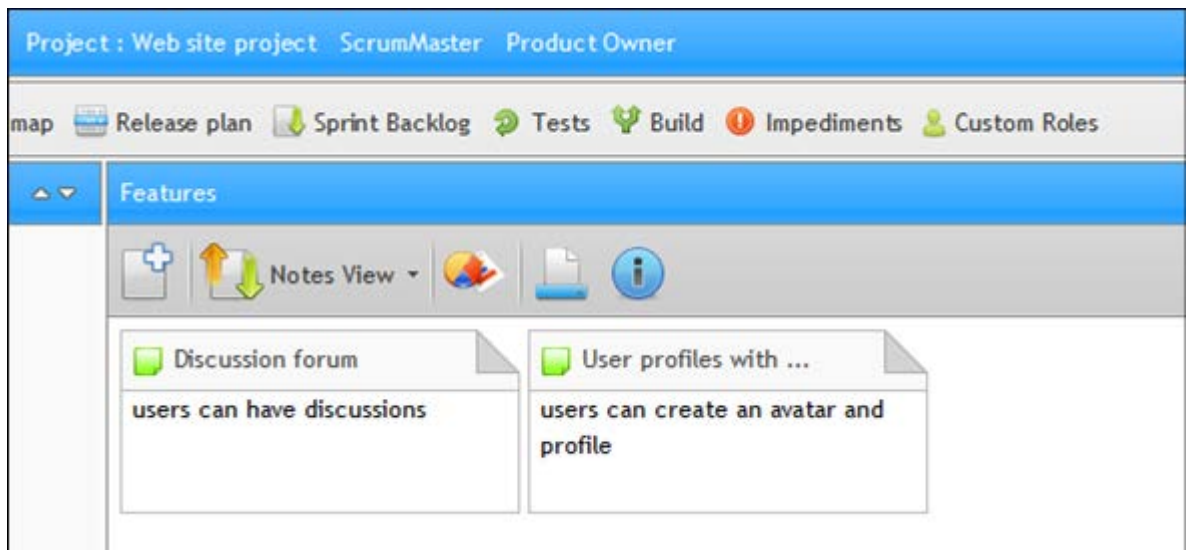 Project : Web site project ScrumMaster Product Owner
map Release plan Sprint Backlog Tests Build Impediments Custom Roles
Features
Notes View
Discussion forum
users can have discussions
User profiles with ...
users can create an avatar and
profile